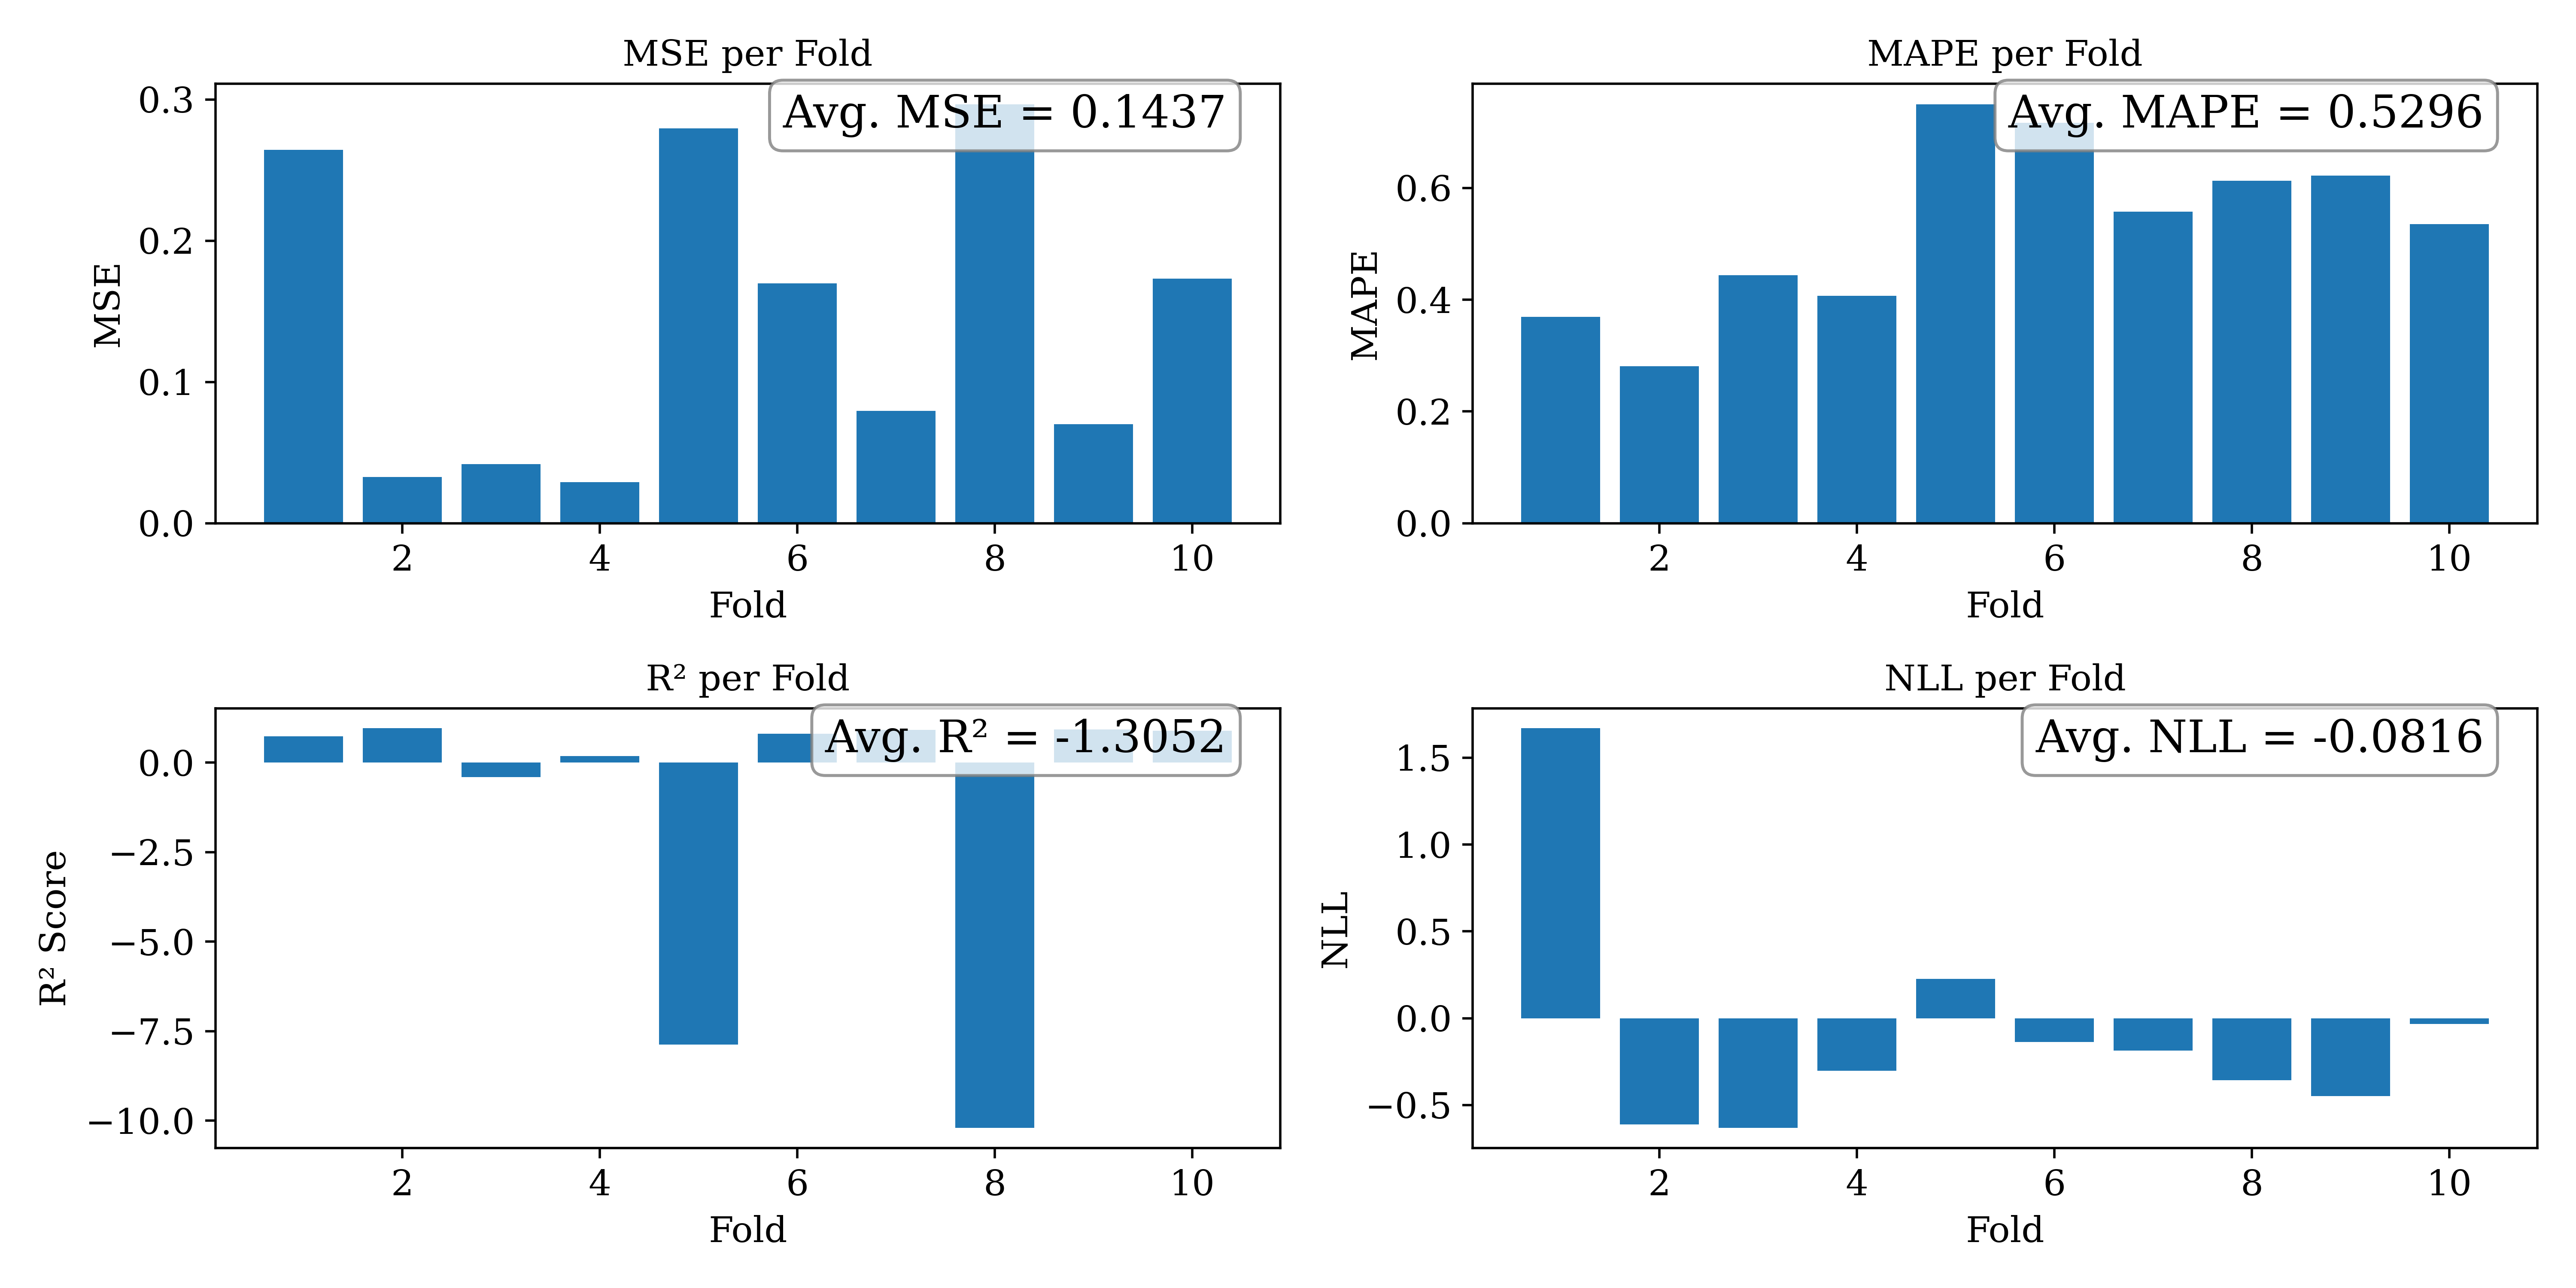 MSE per Fold
Avg. MSE = 0.1437
MSE
0.3
0.2
0.1
0.0
2 4 6 8 10
Fold
MAPE per Fold
Avg. MAPE = 0.5296
MAPE
0.6
0.4
0.2
0.0
2 4 6 8 10
Fold
R² per Fold
Avg. R² = -1.3052
R² Score
0.0
−2.5
−5.0
−7.5
−10.0
2 4 6 8 10
Fold
NLL per Fold
Avg. NLL = -0.0816
NLL
1.5
1.0
0.5
0.0
−0.5
2 4 6 8 10
Fold